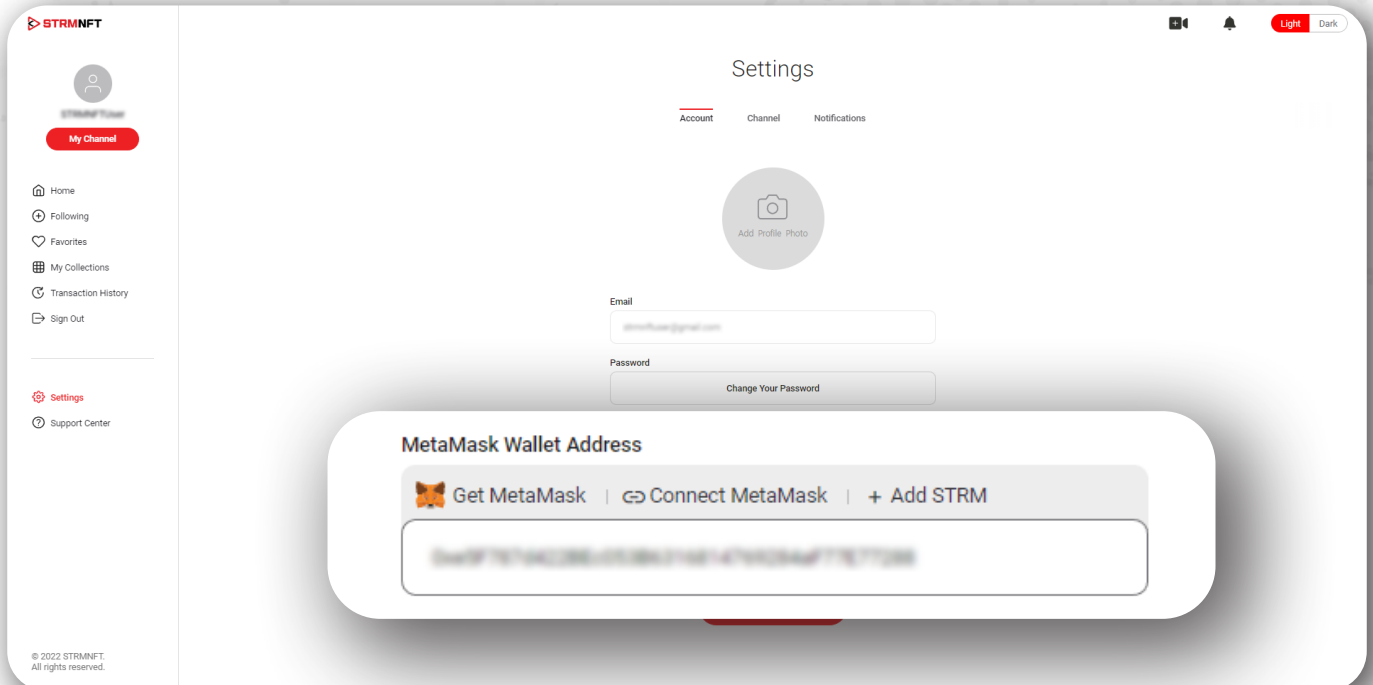 STRMNFT
Light Dark
Settings
STRMNFTUser
My Channel
Account Channel Notifications
Home
Following
Favorites
My Collections
Transaction History
Sign Out
Add Profile Photo
Email
Password
Change Your Password
Settings
Support Center
MetaMask Wallet Address
Get MetaMask | Connect MetaMask | + Add STRM
© 2022 STRMNFT.
All rights reserved.